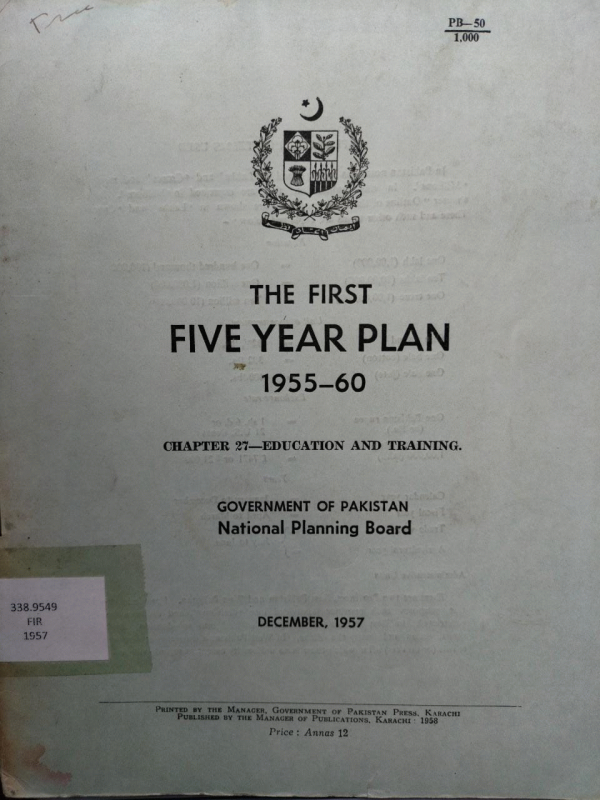 Free
PB—50
1,000
THE FIRST
FIVE YEAR PLAN
1955–60
CHAPTER 27—EDUCATION AND TRAINING.
GOVERNMENT OF PAKISTAN
National Planning Board
338.9549
FIR
1957
DECEMBER, 1957
PRINTED BY THE MANAGER, GOVERNMENT OF PAKISTAN PRESS, KARACHI
PUBLISHED BY THE MANAGER OF PUBLICATIONS, KARACHI : 1958
Price : Annas 12